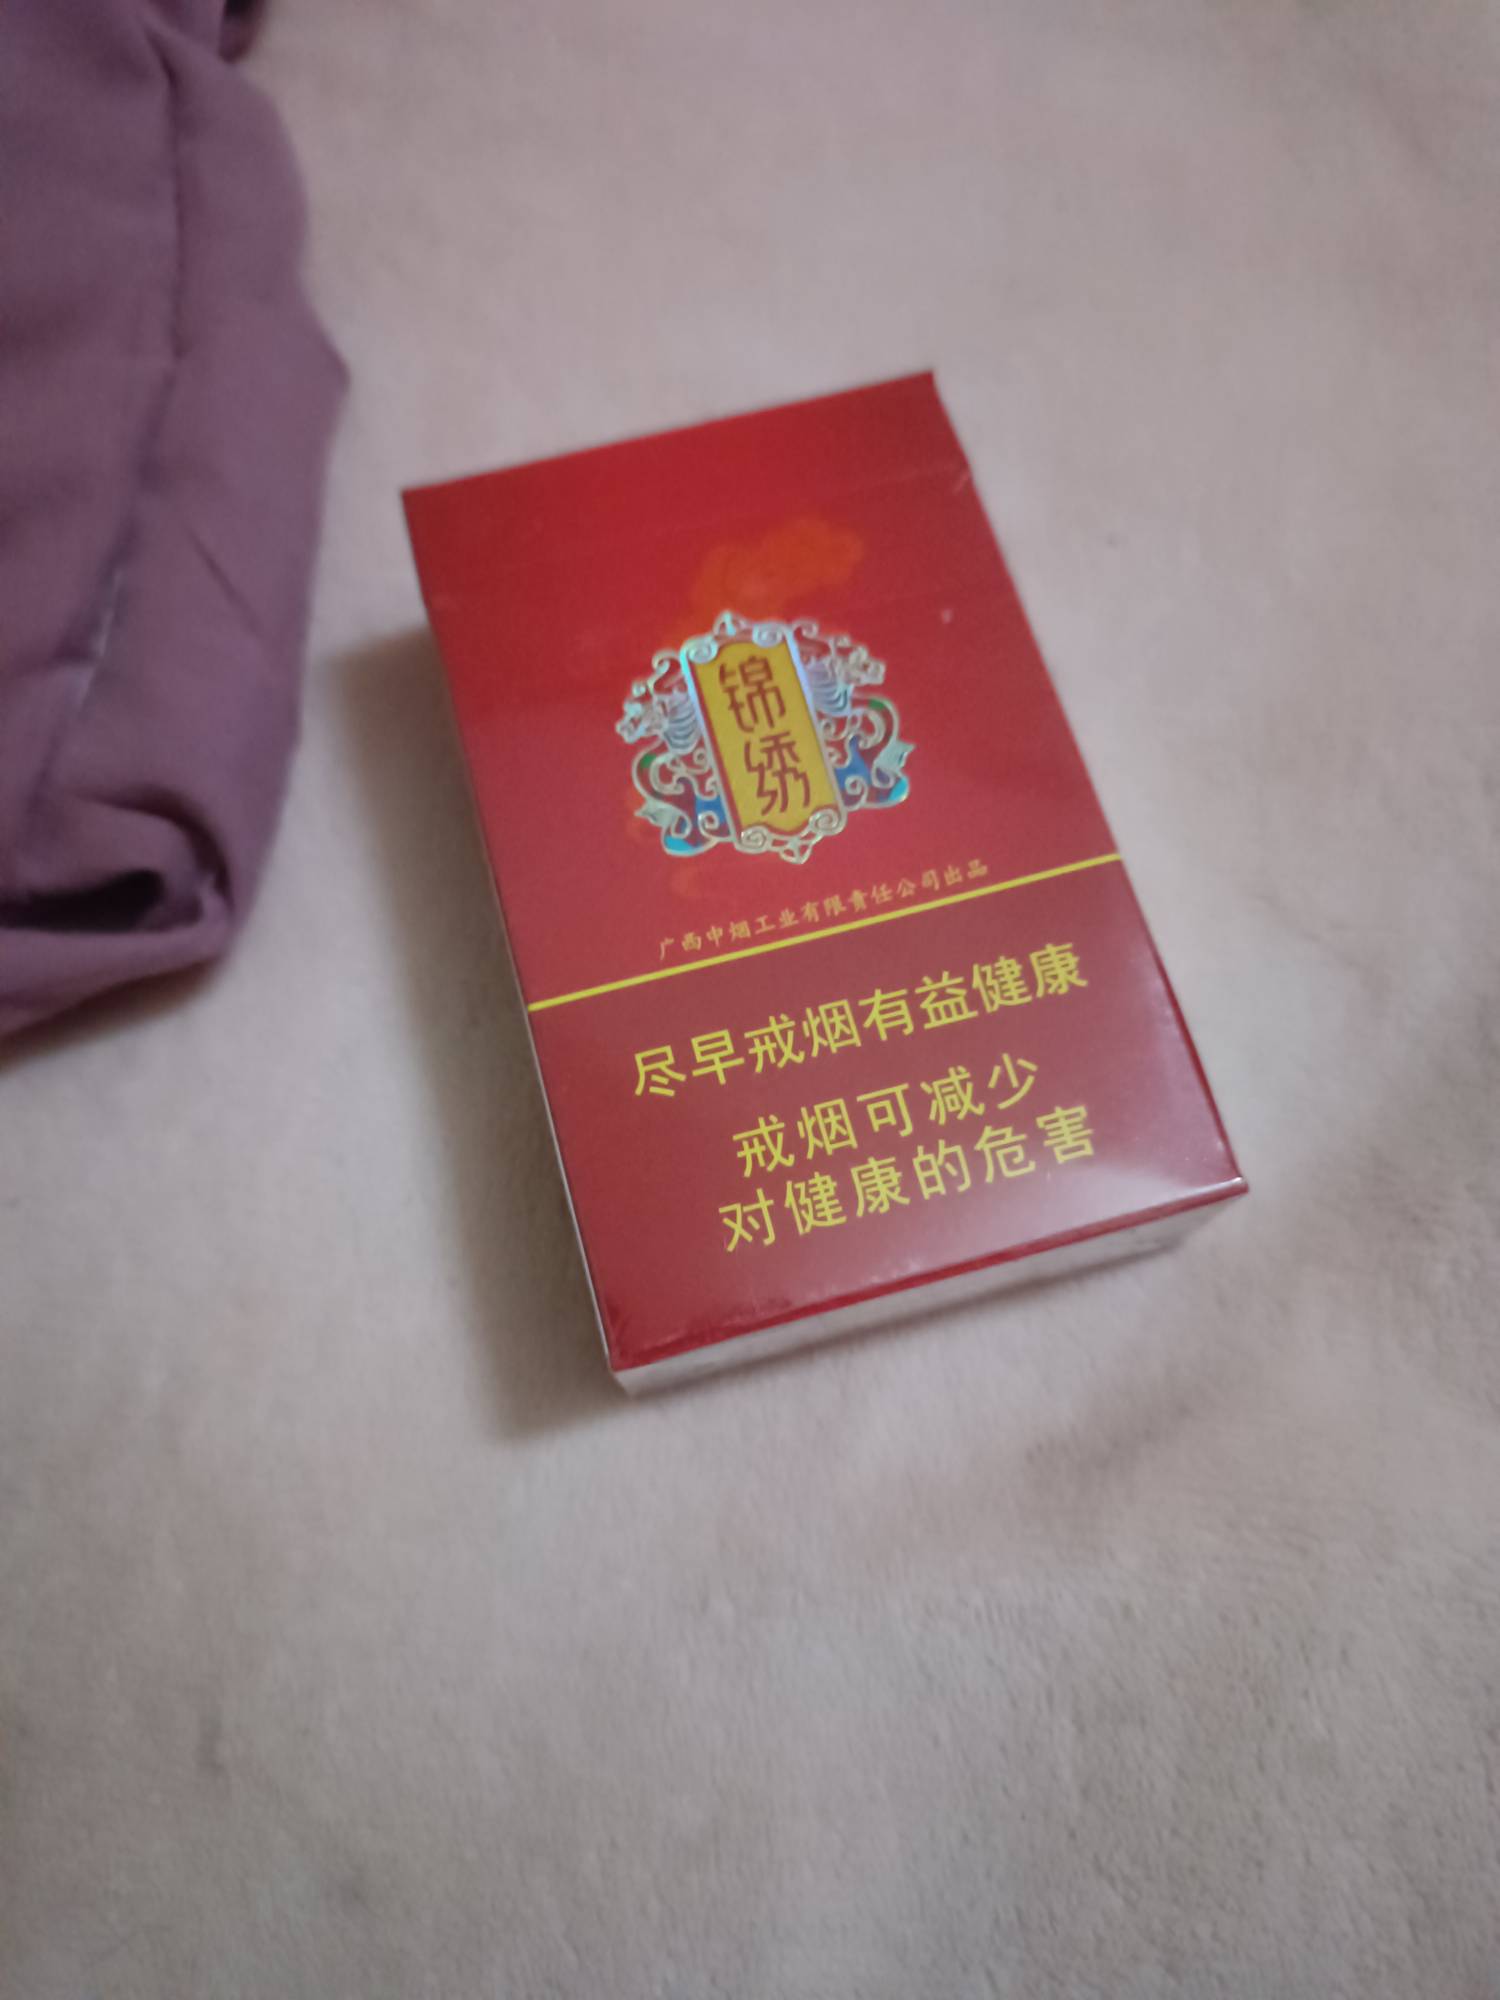 锦
绣
广西中烟工业有限责任公司出品
尽早戒烟有益健康
戒烟可减少
对健康的危害